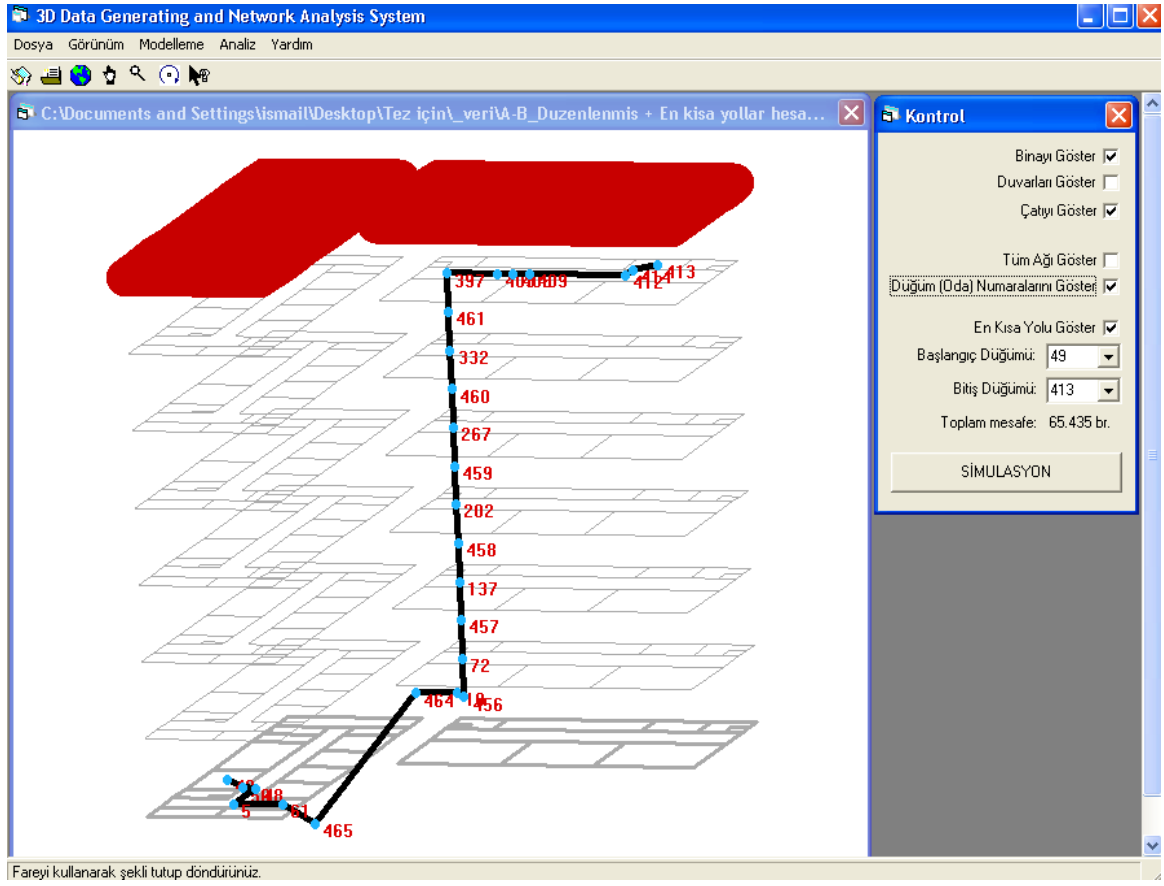 3D Data Generating and Network Analysis System
Dosya Görünüm Modelleme Analiz Yardım
C:\Documents and Settings\ismail\Desktop\Tez için\_veri\A-B_Duzenlenmis + En kisa yollar hesa...
Kontrol
Binayı Göster
Duvarları Göster
Çatıyı Göster
Tüm Ağı Göster
Düğüm (Oda) Numaralarını Göster
En Kısa Yolu Göster
Başlangıç Düğümü: 49
Bitiş Düğümü: 413
Toplam mesafe: 65.435 br.
SİMULASYON
413
397
412
461
332
460
267
459
202
458
137
457
72
464
456
5
61
465
Fareyi kullanarak şekli tutup döndürünüz.